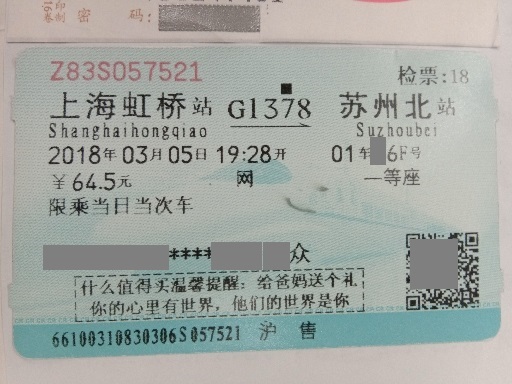 密 码：
Z83S057521 检票:18
上海虹桥站 G1378 苏州北站
Shanghaihongqiao Suzhoubei
2018年03月05日 19:28开 01车 6F号
￥64.5元 网 一等座
限乘当日当次车
**** 众
什么值得买温馨提醒：给爸妈送个礼
你的心里有世界，他们的世界是你
66100310830306S057521 沪 售